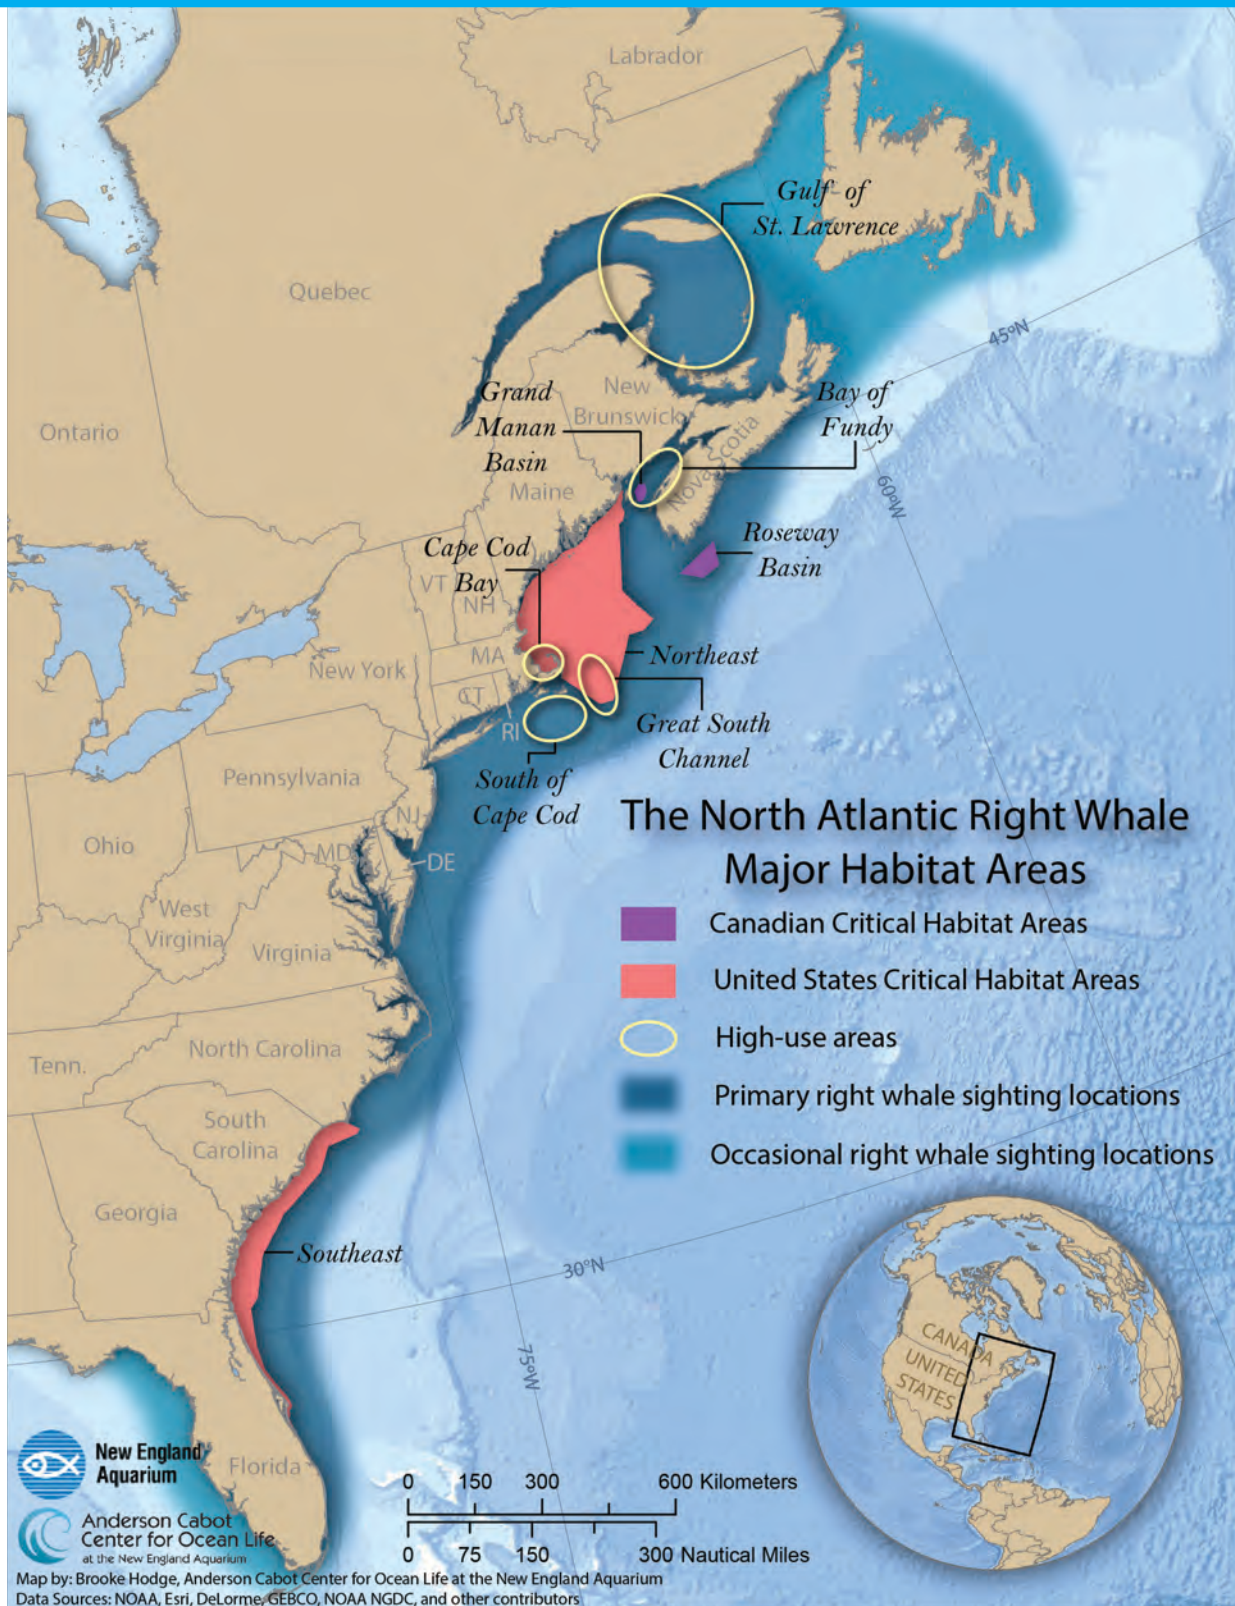 Labrador
Gulf of
St. Lawrence
Quebec
45°N
Grand
Manan
Basin
New
Brunswick
Bay of
Fundy
Ontario
Nova Scotia
Maine
60°W
Roseway
Basin
Cape Cod
Bay
VT
NH
MA
Northeast
New York
CT
RI
Great South
Channel
South of
Cape Cod
Pennsylvania
NJ
Ohio
MD
DE
West
Virginia
Virginia
The North Atlantic Right Whale
Major Habitat Areas
Canadian Critical Habitat Areas
United States Critical Habitat Areas
High-use areas
Primary right whale sighting locations
Occasional right whale sighting locations
North Carolina
Tenn.
South
Carolina
Georgia
Southeast
30°N
75°W
CANADA
UNITED
STATES
Florida
New England
Aquarium
Anderson Cabot
Center for Ocean Life
at the New England Aquarium
0 150 300 600 Kilometers
0 75 150 300 Nautical Miles
Map by: Brooke Hodge, Anderson Cabot Center for Ocean Life at the New England Aquarium
Data Sources: NOAA, Esri, DeLorme, GEBCO, NOAA NGDC, and other contributors